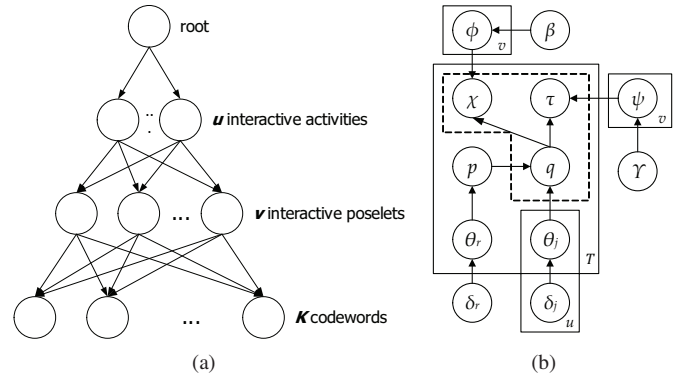 root
u interactive activities
v interactive poselets
...
K codewords
...
(a)
ϕ
β
v
χ
τ
ψ
v
p
q
ϒ
θr
θj
T
δr
δj
u
(b)